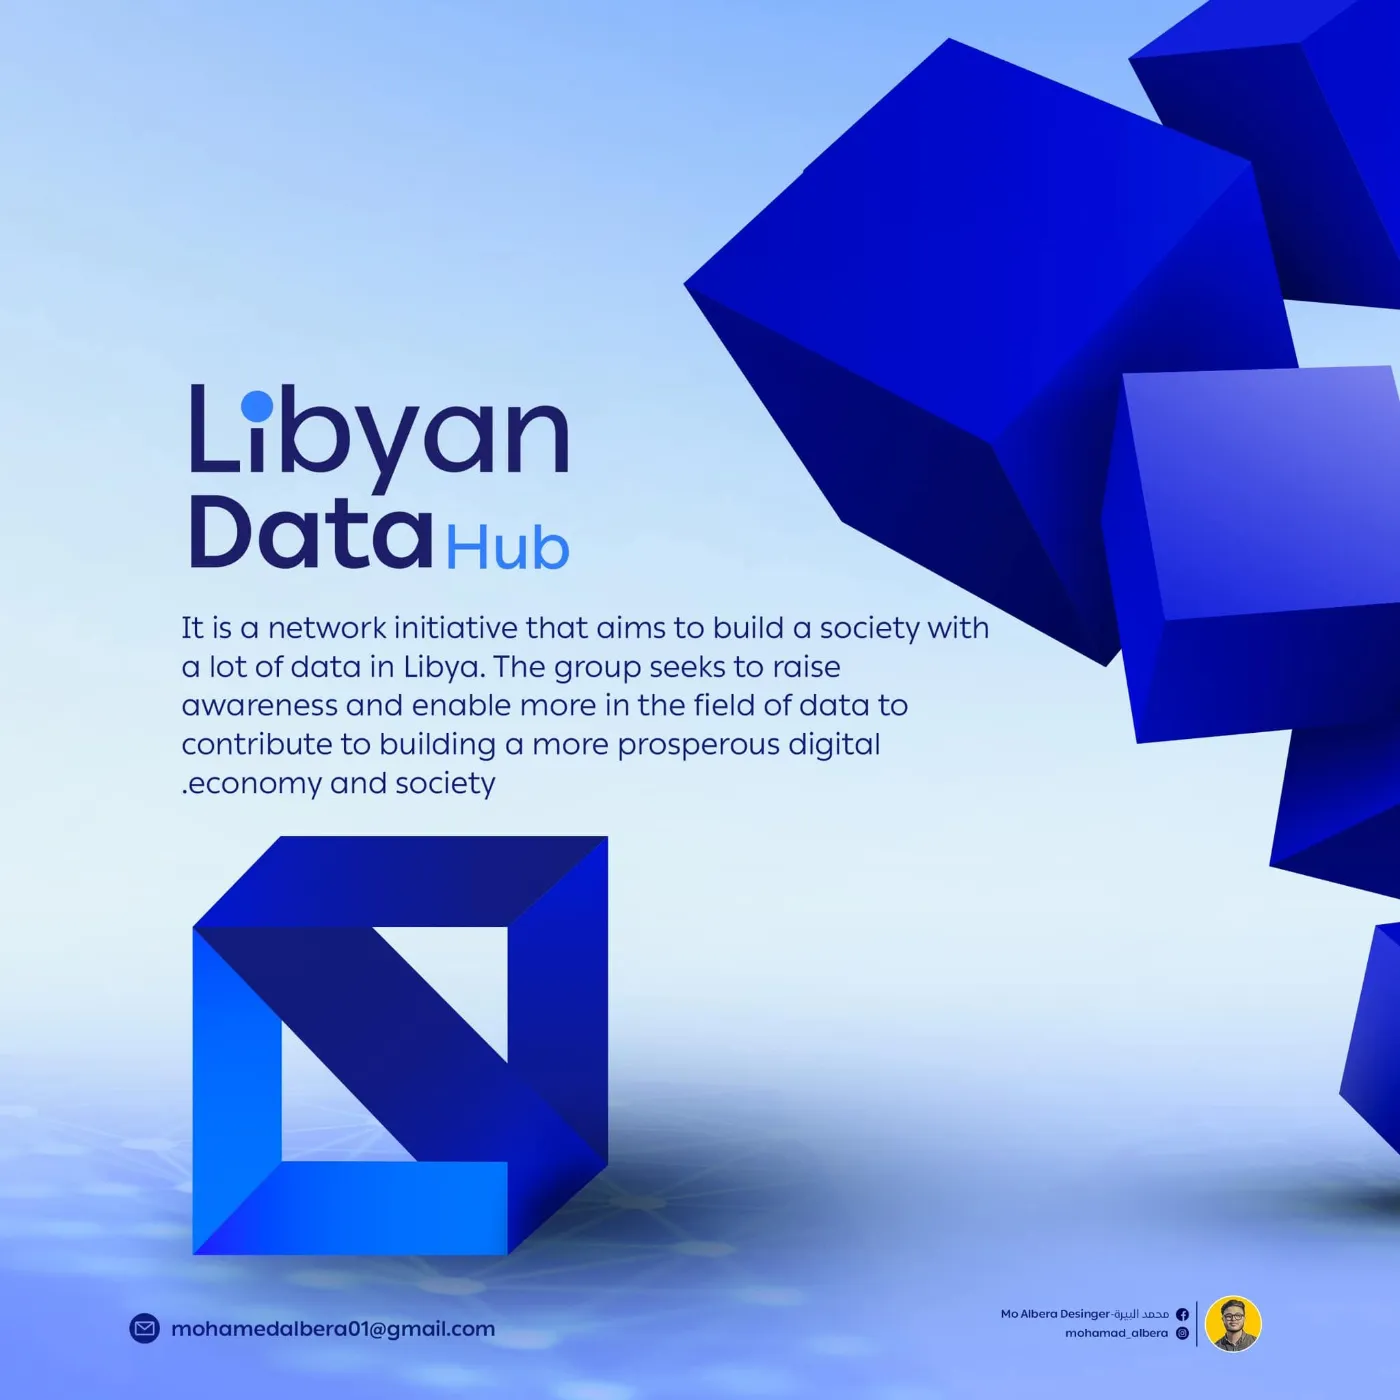 Libyan
Data Hub
It is a network initiative that aims to build a society with
a lot of data in Libya. The group seeks to raise
awareness and enable more in the field of data to
contribute to building a more prosperous digital
.economy and society
mohamedalbera01@gmail.com
Mo Albera Desinger-محمد البيرة
mohamad_albera